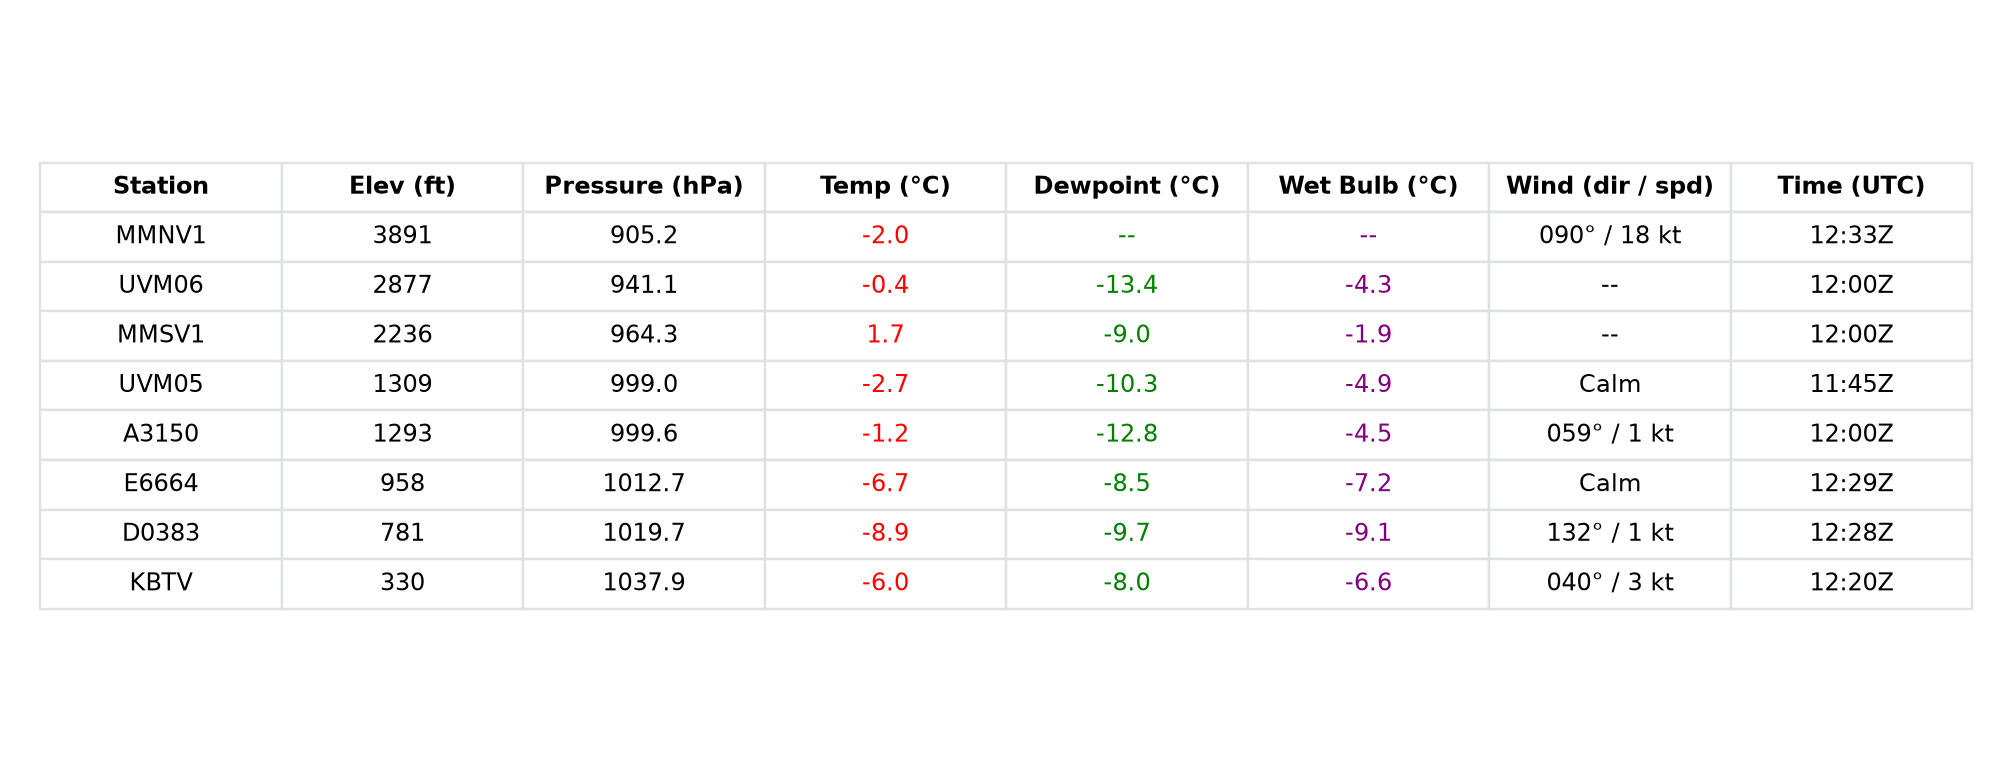 Station Elev (ft) Pressure (hPa) Temp (°C) Dewpoint (°C) Wet Bulb (°C) Wind (dir / spd) Time (UTC)
MMNV1 3891 905.2 -2.0 -- -- 090° / 18 kt 12:33Z
UVM06 2877 941.1 -0.4 -13.4 -4.3 -- 12:00Z
MMSV1 2236 964.3 1.7 -9.0 -1.9 -- 12:00Z
UVM05 1309 999.0 -2.7 -10.3 -4.9 Calm 11:45Z
A3150 1293 999.6 -1.2 -12.8 -4.5 059° / 1 kt 12:00Z
E6664 958 1012.7 -6.7 -8.5 -7.2 Calm 12:29Z
D0383 781 1019.7 -8.9 -9.7 -9.1 132° / 1 kt 12:28Z
KBTV 330 1037.9 -6.0 -8.0 -6.6 040° / 3 kt 12:20Z